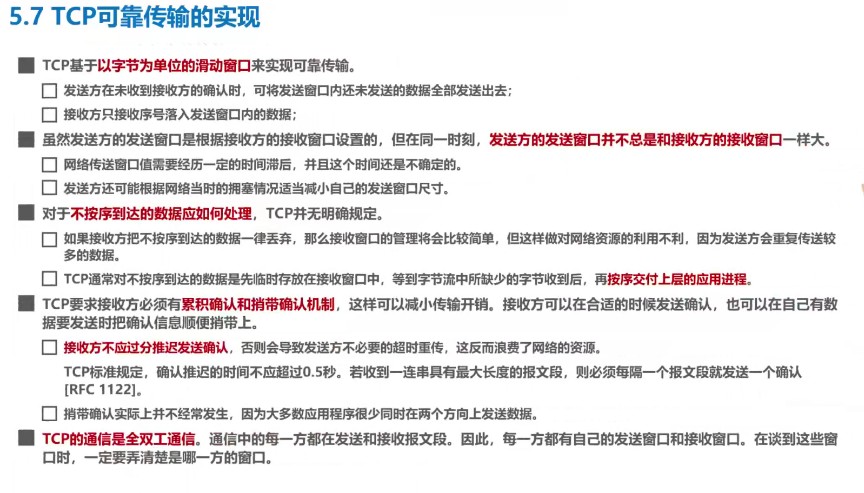 5.7 TCP可靠传输的实现
TCP基于以字节为单位的滑动窗口来实现可靠传输。
发送方在未收到接收方的确认时，可将发送窗口内还未发送的数据全部发送出去；
接收方只接收序号落入发送窗口内的数据；
虽然发送方的发送窗口是根据接收方的接收窗口设置的，但在同一时刻，发送方的发送窗口并不总是和接收方的接收窗口一样大。
网络传送窗口值需要经历一定的时间滞后，并且这个时间还是不确定的。
发送方还可能根据网络当时的拥塞情况适当减小自己的发送窗口尺寸。
对于不按序到达的数据应如何处理，TCP并无明确规定。
如果接收方把不按序到达的数据一律丢弃，那么接收窗口的管理将会比较简单，但这样做对网络资源的利用不利，因为发送方会重复传送较
多的数据。
TCP通常对不按序到达的数据是先临时存放在接收窗口中，等到字节流中所缺少的字节收到后，再按序交付上层的应用进程。
TCP要求接收方必须有累积确认和捎带确认机制，这样可以减小传输开销。接收方可以在合适的时候发送确认，也可以在自己有数
据要发送时把确认信息顺便捎带上。
接收方不应过分推迟发送确认，否则会导致发送方不必要的超时重传，这反而浪费了网络的资源。
TCP标准规定，确认推迟的时间不应超过0.5秒。若收到一连串具有最大长度的报文段，则必须每隔一个报文段就发送一个确认
[RFC 1122]。
捎带确认实际上并不经常发生，因为大多数应用程序很少同时在两个方向上发送数据。
TCP的通信是全双工通信。通信中的每一方都在发送和接收报文段。因此，每一方都有自己的发送窗口和接收窗口。在谈到这些窗
口时，一定要弄清楚是哪一方的窗口。